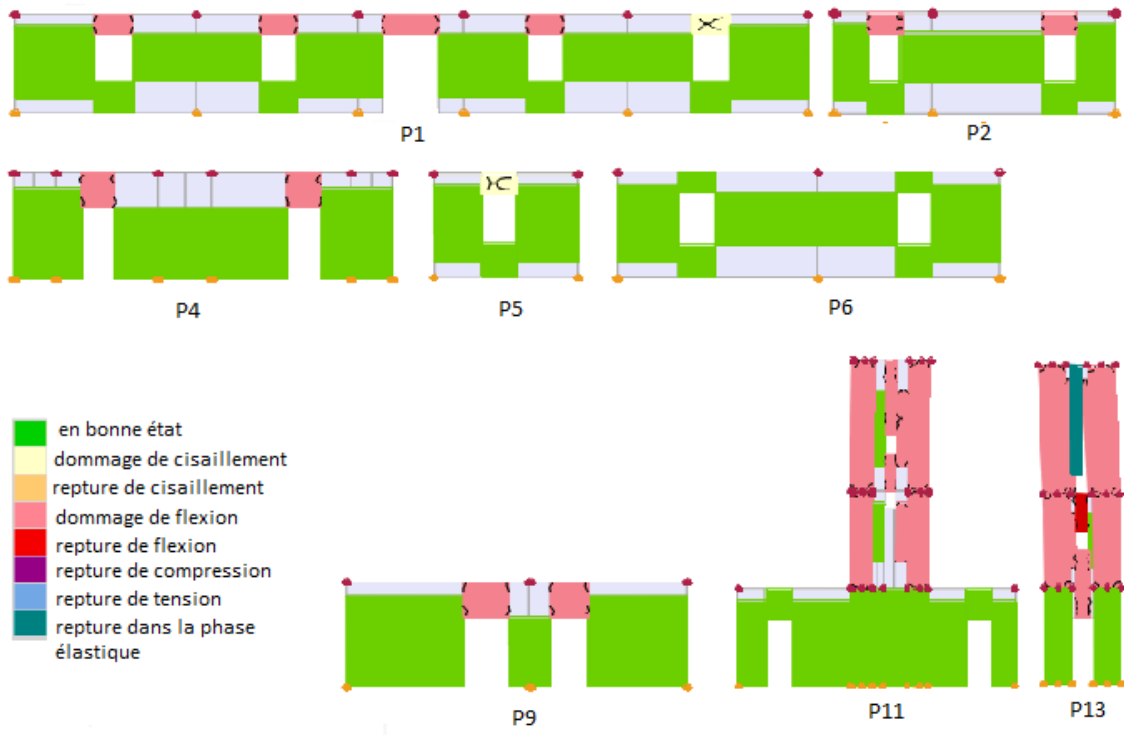 P1
P2
P4
P5
P6
en bonne état
dommage de cisaillement
repture de cisaillement
dommage de flexion
repture de flexion
repture de compression
repture de tension
repture dans la phase
élastique
P9
P11
P13